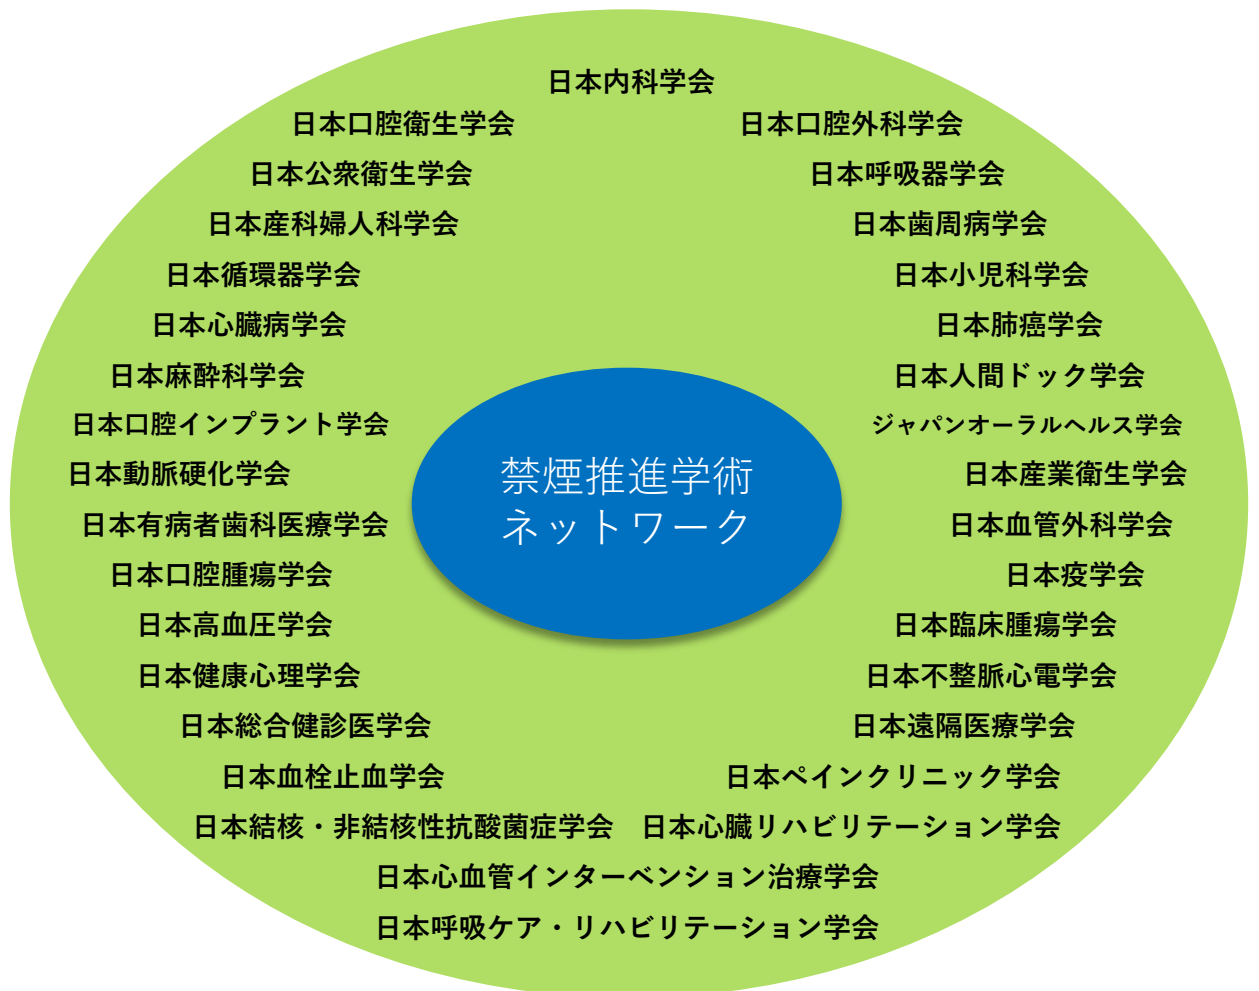 日本内科学会
日本口腔衛生学会 日本口腔外科学会
日本公衆衛生学会 日本呼吸器学会
日本産科婦人科学会 日本歯周病学会
日本循環器学会 日本小児科学会
日本心臓病学会 日本肺癌学会
日本麻酔科学会 日本人間ドック学会
日本口腔インプラント学会 ジャパンオーラルヘルス学会
禁煙推進学術
ネットワーク
日本動脈硬化学会 日本産業衛生学会
日本有病者歯科医療学会 日本血管外科学会
日本口腔腫瘍学会 日本疫学会
日本高血圧学会 日本臨床腫瘍学会
日本健康心理学会 日本不整脈心電学会
日本総合健診医学会 日本遠隔医療学会
日本血栓止血学会 日本ペインクリニック学会
日本結核・非結核性抗酸菌症学会 日本心臓リハビリテーション学会
日本心血管インターベンション治療学会
日本呼吸ケア・リハビリテーション学会